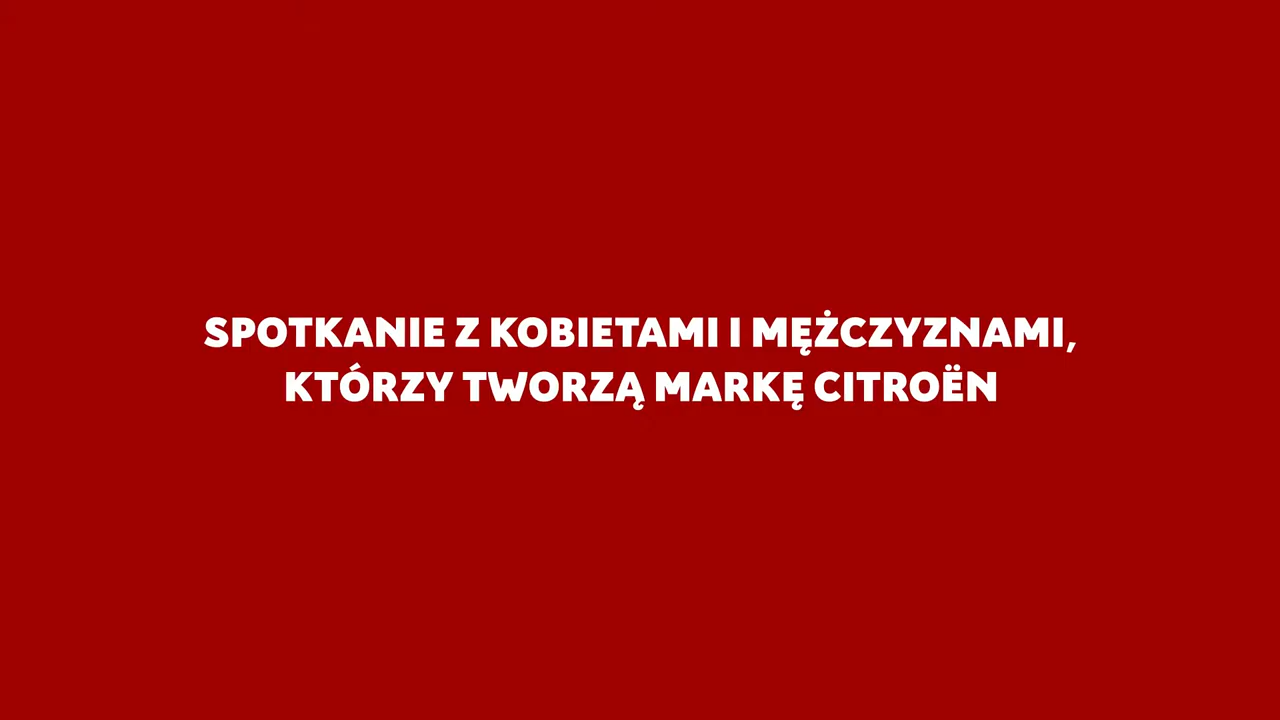 SPOTKANIE Z KOBIETAMI I MĘŻCZYZNAMI,
KTÓRZY TWORZĄ MARKĘ CITROËN